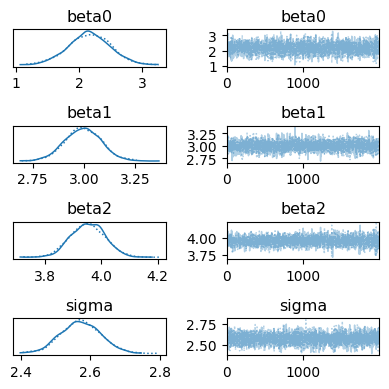 beta0 beta0
3
2
1
1 2 3 0 1000
beta1 beta1
3.25
3.00
2.75
2.75 3.00 3.25 0 1000
beta2 beta2
4.00
3.75
3.8 4.0 4.2 0 1000
sigma sigma
2.75
2.50
2.4 2.6 2.8 0 1000